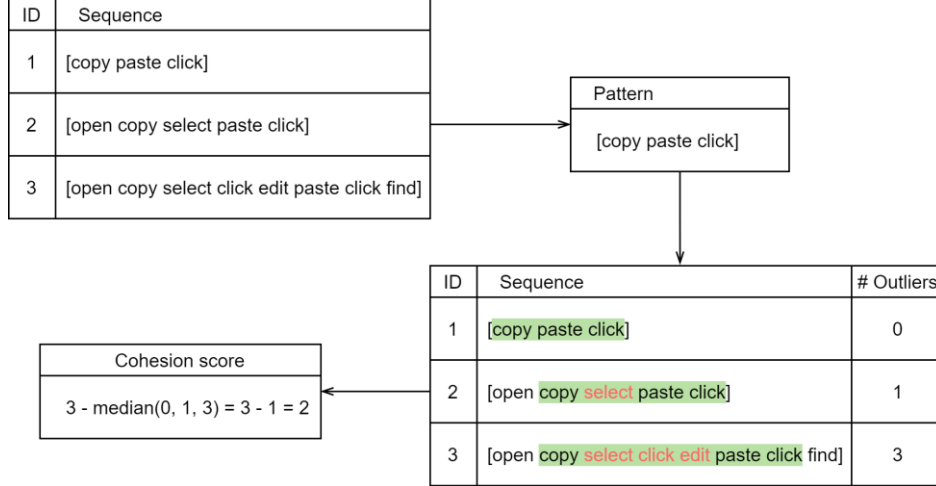 ID Sequence
1 [copy paste click]
2 [open copy select paste click]
3 [open copy select click edit paste click find]
Pattern
[copy paste click]
ID Sequence # Outliers
1 [copy paste click] 0
2 [open copy select paste click] 1
3 [open copy select click edit paste click find] 3
Cohesion score
3 - median(0, 1, 3) = 3 - 1 = 2